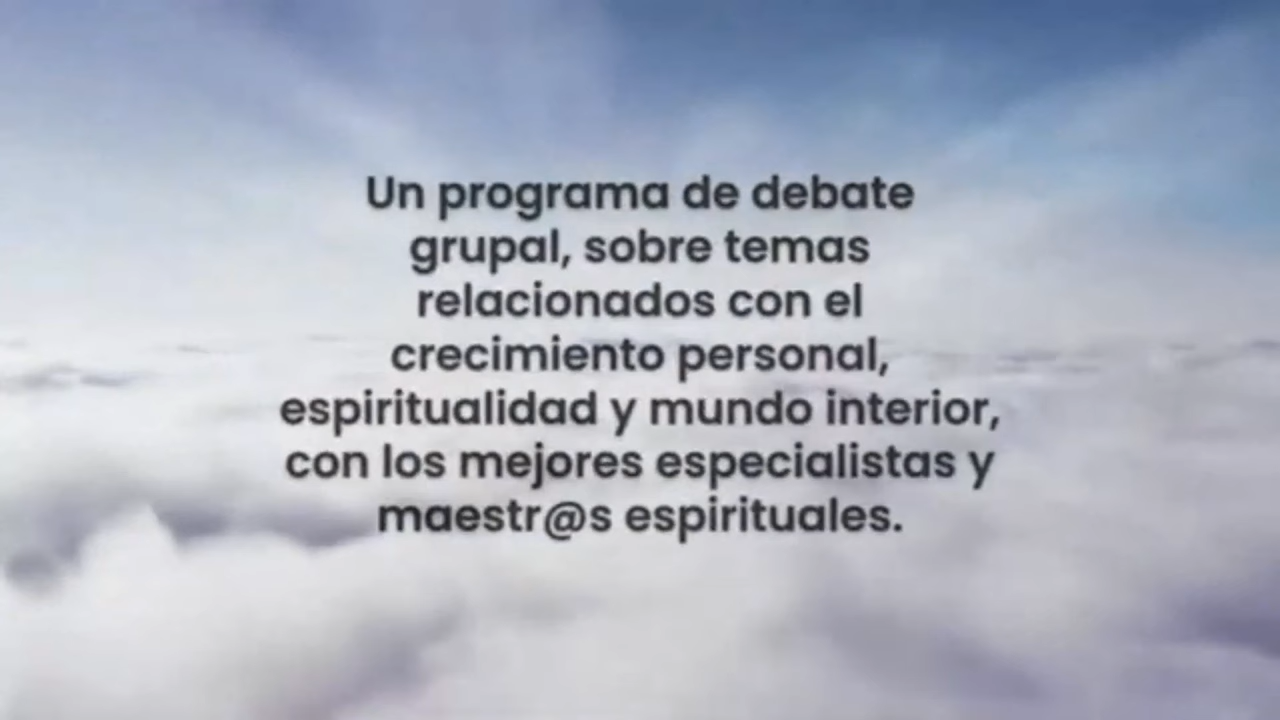 Un programa de debate
grupal, sobre temas
relacionados con el
crecimiento personal,
espiritualidad y mundo interior,
con los mejores especialistas y
maestr@s espirituales.